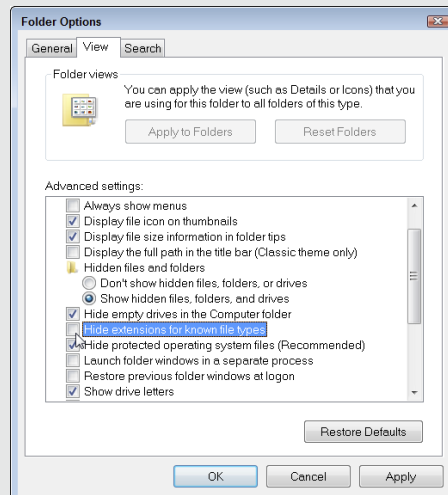 Folder Options
General View Search
Folder views
You can apply the view (such as Details or Icons) that you
are using for this folder to all folders of this type.
Apply to Folders Reset Folders
Advanced settings:
Always show menus
Display file icon on thumbnails
Display file size information in folder tips
Display the full path in the title bar (Classic theme only)
Hidden files and folders
Don't show hidden files, folders, or drives
Show hidden files, folders, and drives
Hide empty drives in the Computer folder
Hide extensions for known file types
Hide protected operating system files (Recommended)
Launch folder windows in a separate process
Restore previous folder windows at logon
Show drive letters
Restore Defaults
OK Cancel Apply